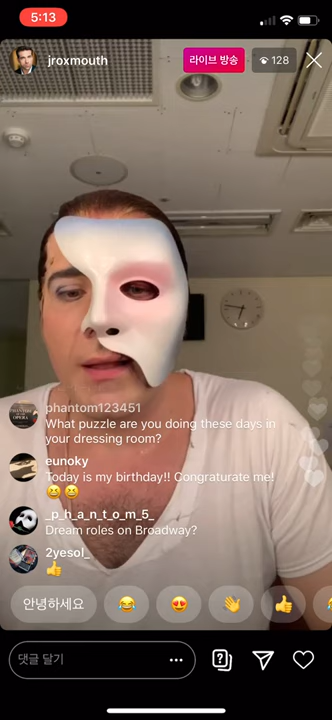 5:13
jroxmouth
라이브 방송
128
phantom123451
What puzzle are you doing these days in
your dressing room?
eunoky
Today is my birthday!! Congraturate me!
_p_h_a_n_t_o_m_5_
Dream roles on Broadway?
2yesol_
안녕하세요
댓글 달기